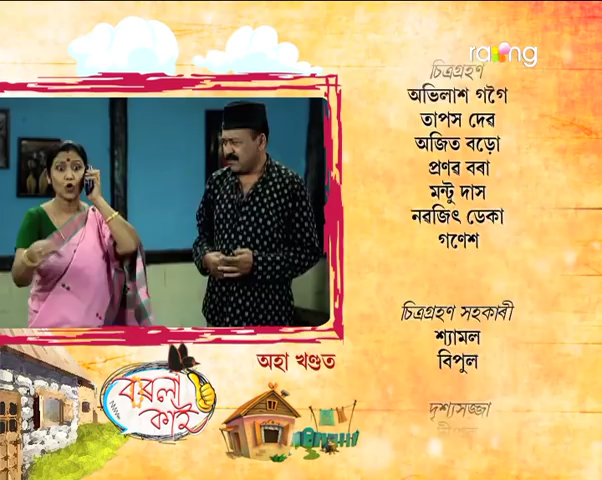 rang
চিত্ৰগ্ৰহণ
অভিলাশ গগৈ
তাপস দেৱ
অজিত বড়ো
প্ৰণৱ বৰা
মন্টু দাস
নৱজিৎ ডেকা
গণেশ
চিত্ৰগ্ৰহণ সহকাৰী
শ্যামল
বিপুল
অহা খণ্ডত
বৰলা
কাই
দৃশ্যসজ্জা